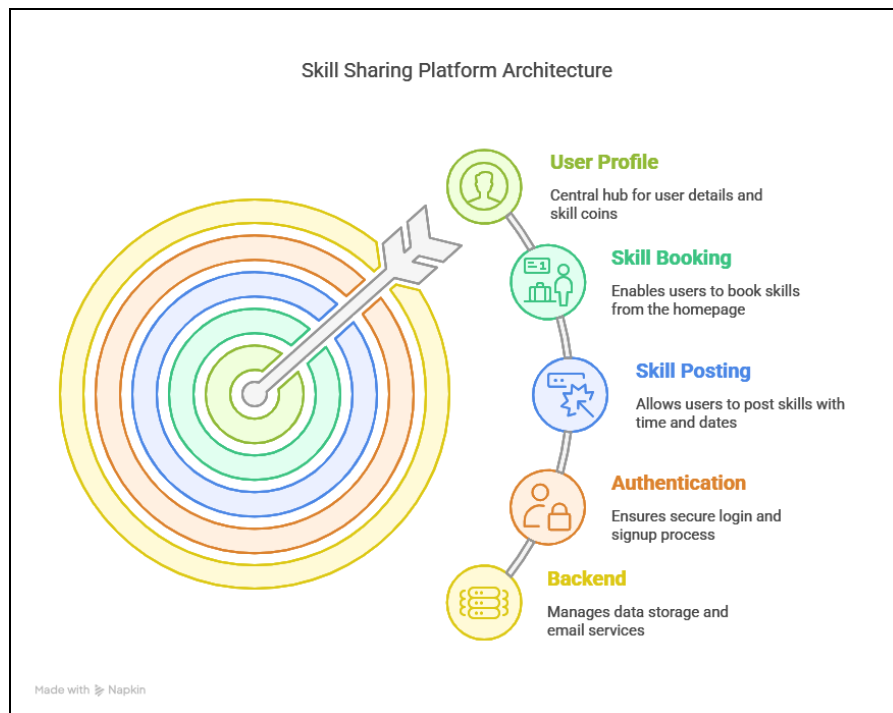 Skill Sharing Platform Architecture
User Profile
Central hub for user details and
skill coins
1
Skill Booking
Enables users to book skills
from the homepage
Skill Posting
Allows users to post skills with
time and dates
Authentication
Ensures secure login and
signup process
Backend
Manages data storage and
email services
Made with Napkin